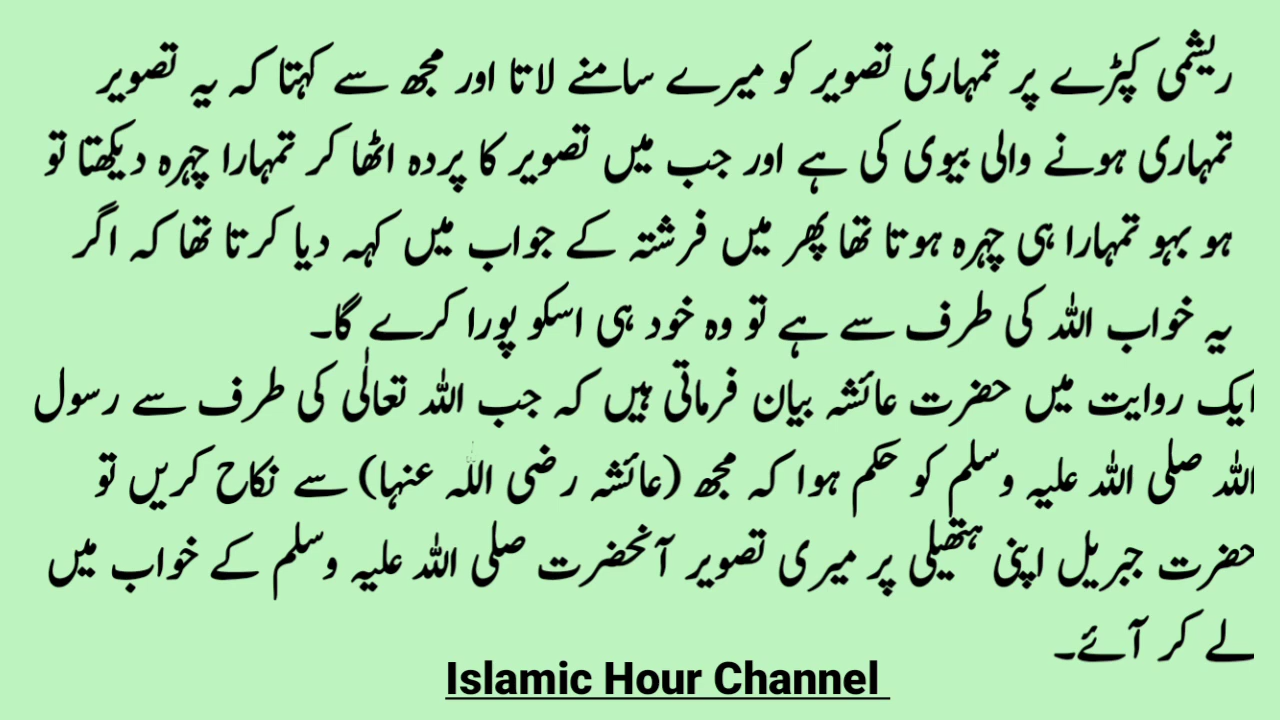 ریشمی کپڑے پر تمہاری تصویر کو میرے سامنے لاتا اور مجھ سے کہتا کہ یہ تصویر
تمہاری ہونے والی بیوی کی ہے اور جب میں تصویر کا پردہ اٹھا کر تمہارا چہرہ دیکھتا تو
ہو بہو تمہارا ہی چہرہ ہوتا تھا پھر میں فرشتہ کے جواب میں کہہ دیا کرتا تھا کہ اگر
یہ خواب اللہ کی طرف سے ہے تو وہ خود ہی اسکو پورا کرے گا۔
ایک روایت میں حضرت عائشہ بیان فرماتی ہیں کہ جب اللہ تعالٰی کی طرف سے رسول
اللہ صلی اللہ علیہ وسلم کو حکم ہوا کہ مجھ (عائشہ رضی اللہ عنہا) سے نکاح کریں تو
حضرت جبریل اپنی ہتھیلی پر میری تصویر آنحضرت صلی اللہ علیہ وسلم کے خواب میں
لے کر آئے۔
Islamic Hour Channel